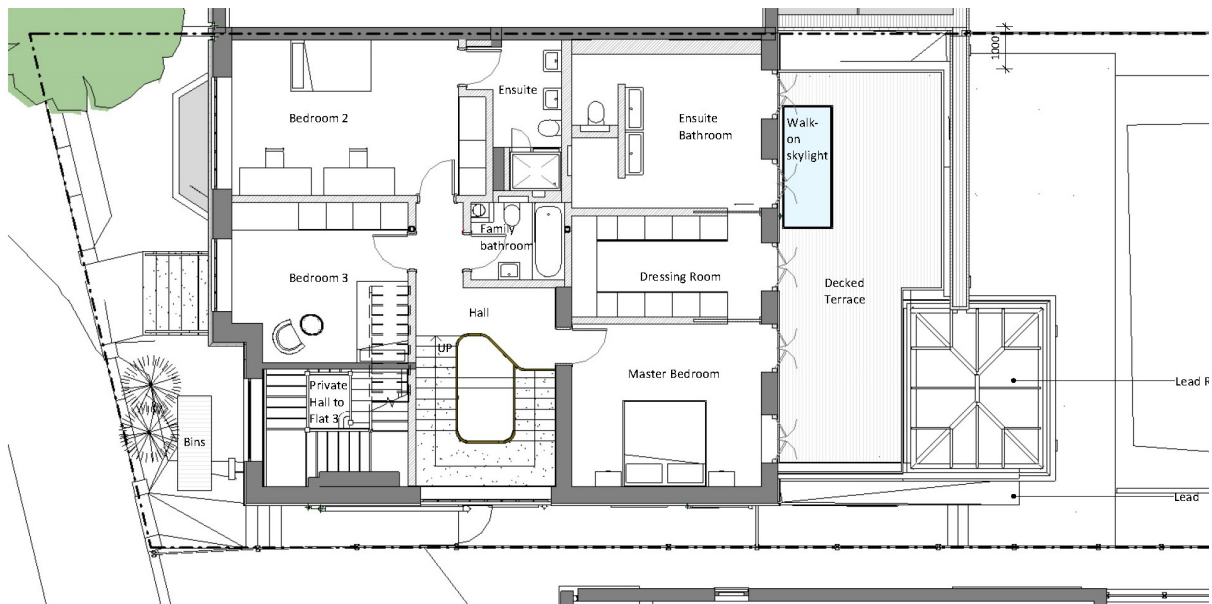 1000
Bedroom 2
Ensuite
Ensuite
Bathroom
Walk-
on
skylight
Family
bathroom
Bedroom 3
Dressing Room
Decked
Terrace
Hall
UP
Private
Hall to
Flat 3
Master Bedroom
Bins
Lead R
Lead